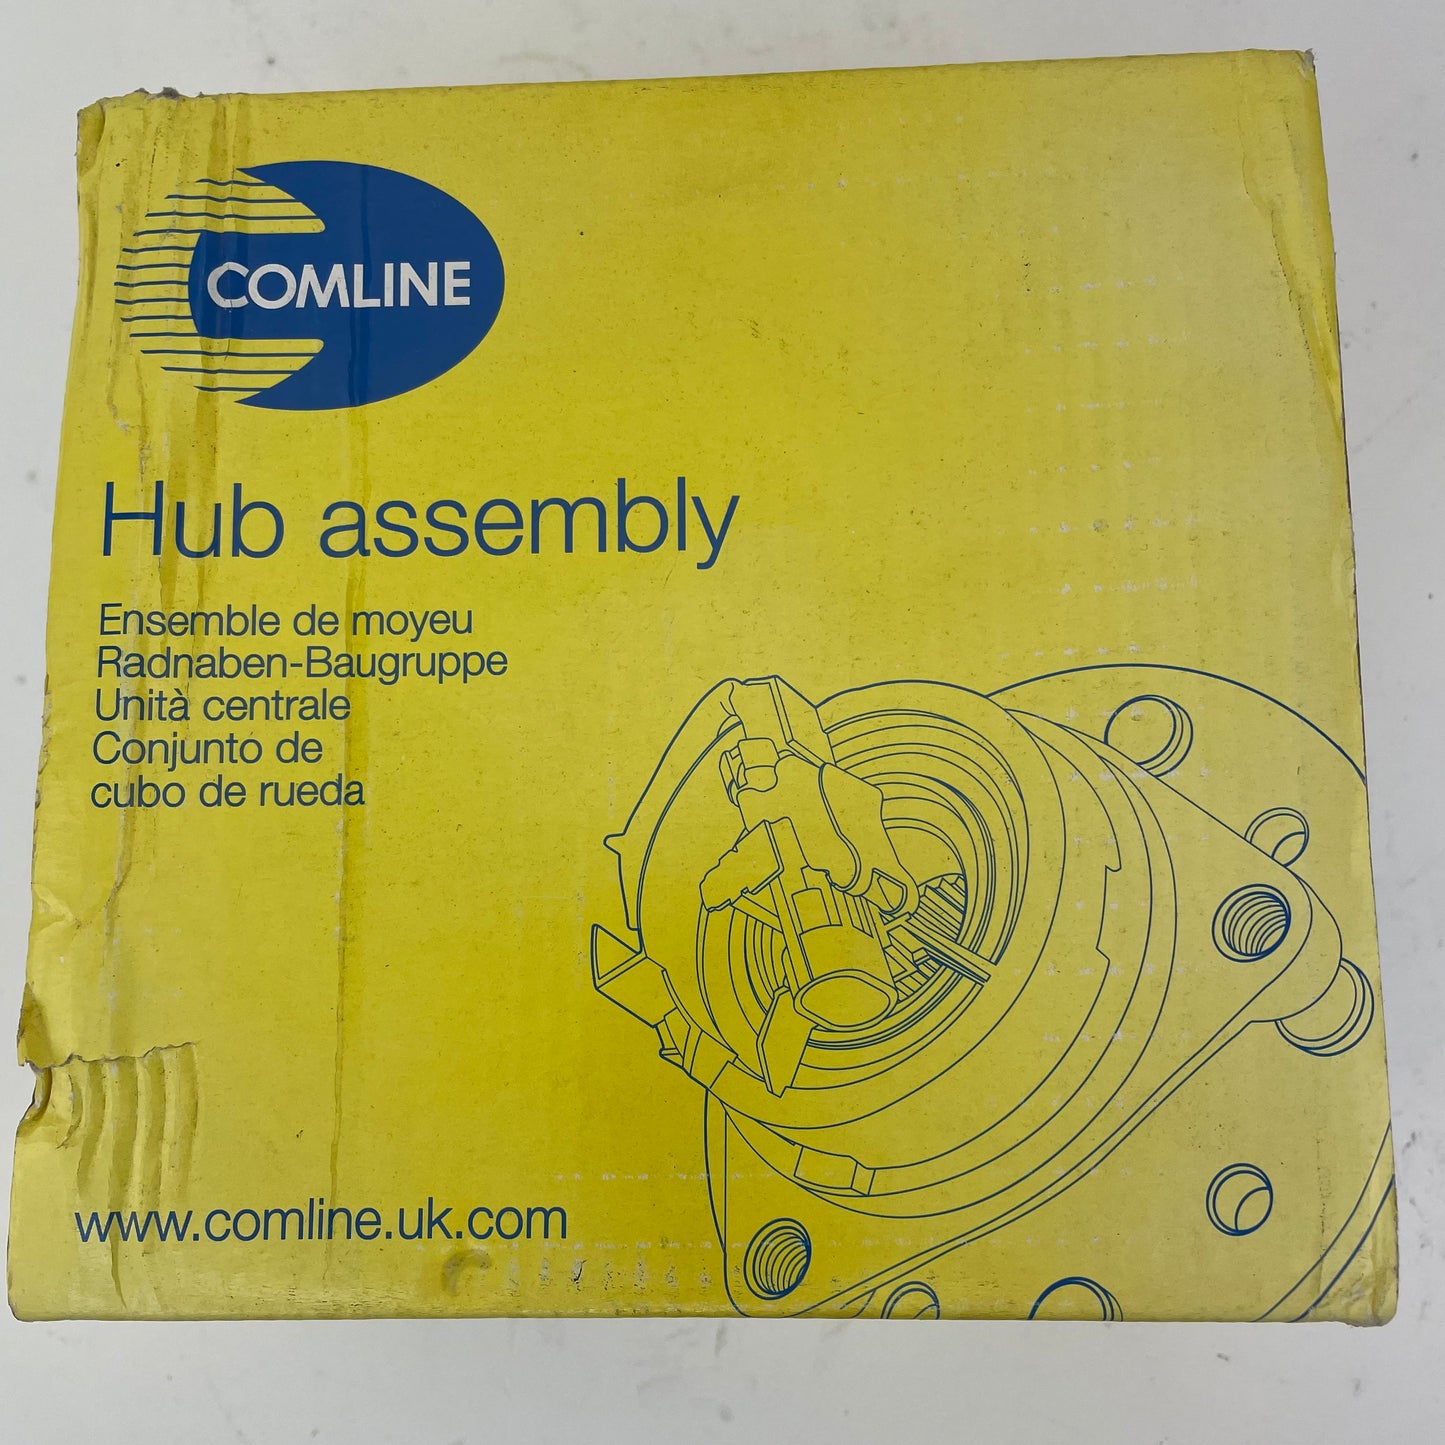 COMLINE
Hub assembly
Ensemble de moyeu
Radnaben-Baugruppe
Unità centrale
Conjunto de
cubo de rueda
www.comline.uk.com